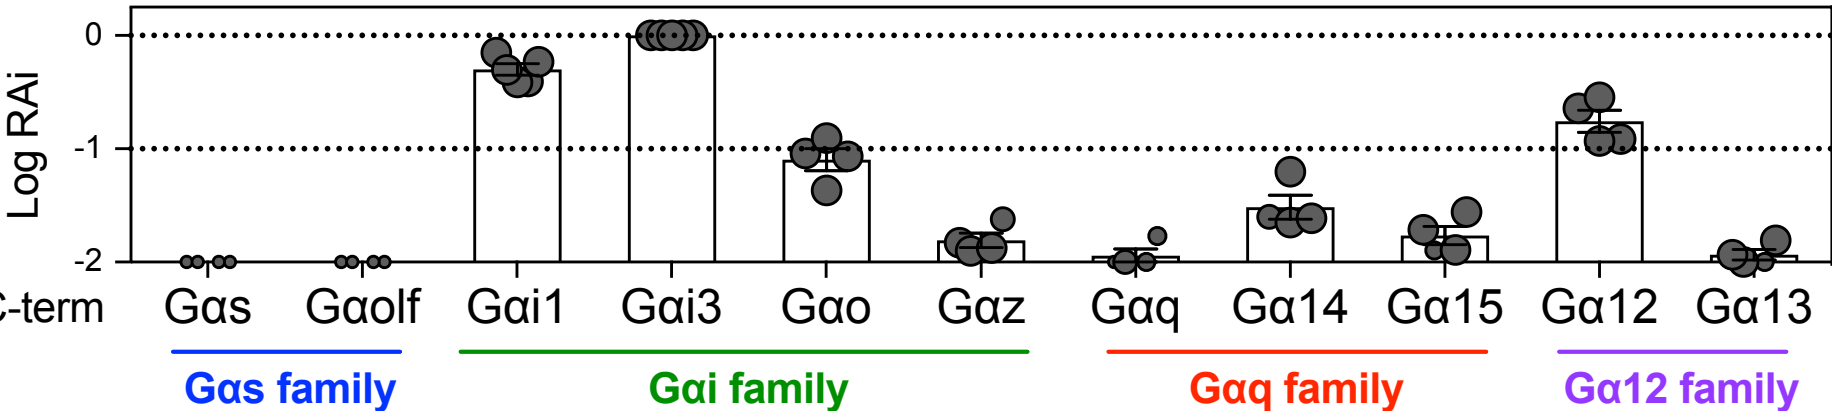 Log RAi
0
-1
-2
C-term Gαs Gαolf Gαi1 Gαi3 Gαo Gαz Gαq Gα14 Gα15 Gα12 Gα13
Gαs family Gαi family Gαq family Gα12 family